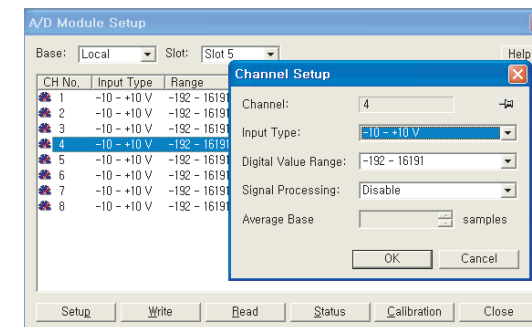 A/D Module Setup
Base: Local Slot: Slot 5 Help
CH No. Input Type Range
1 -10 - +10 V -192 - 16191
2 -10 - +10 V -192 - 16191
3 -10 - +10 V -192 - 16191
4 -10 - +10 V -192 - 16191
5 -10 - +10 V -192 - 16191
6 -10 - +10 V -192 - 16191
7 -10 - +10 V -192 - 16191
8 -10 - +10 V -192 - 16191
Channel Setup
Channel: 4
Input Type: -10 - +10 V
Digital Value Range: -192 - 16191
Signal Processing: Disable
Average Base samples
OK Cancel
Setup Write Read Status Calibration Close